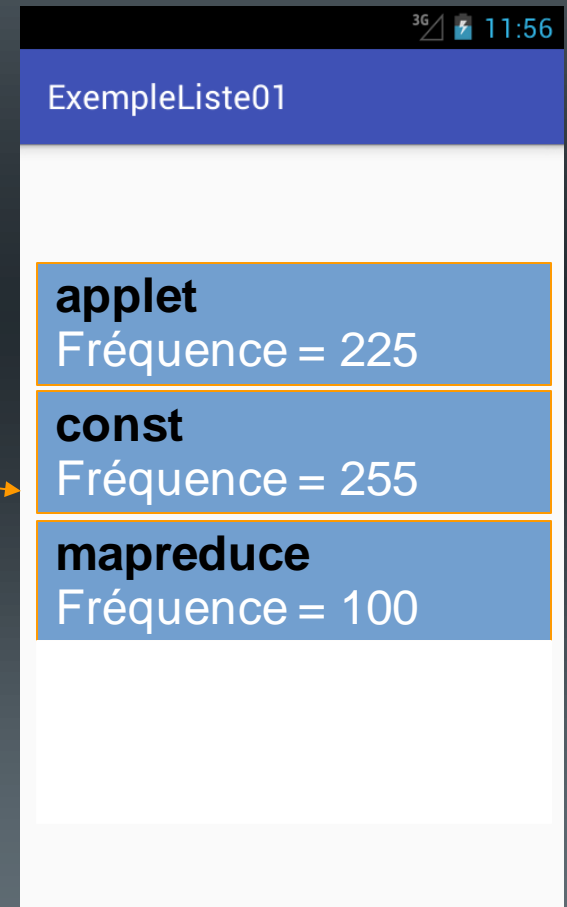 3G 11:56
ExempleListe01
applet
Fréquence = 225
const
Fréquence = 255
mapreduce
Fréquence = 100